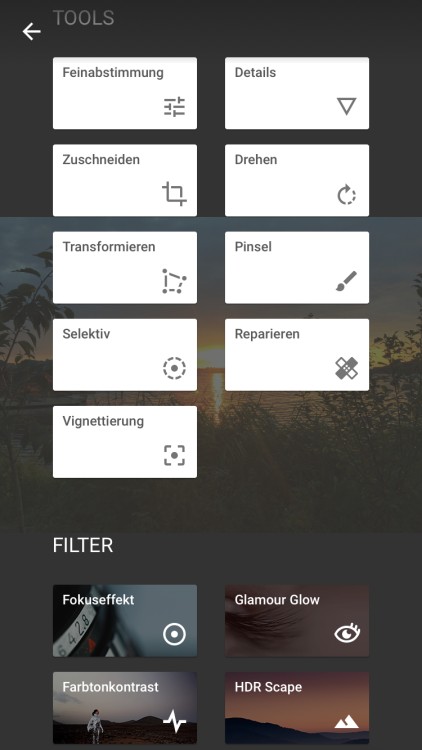 TOOLS
Feinabstimmung
Details
Zuschneiden
Drehen
Transformieren
Pinsel
Selektiv
Reparieren
Vignettierung
FILTER
Fokuseffekt
Glamour Glow
Farbtonkontrast
HDR Scape